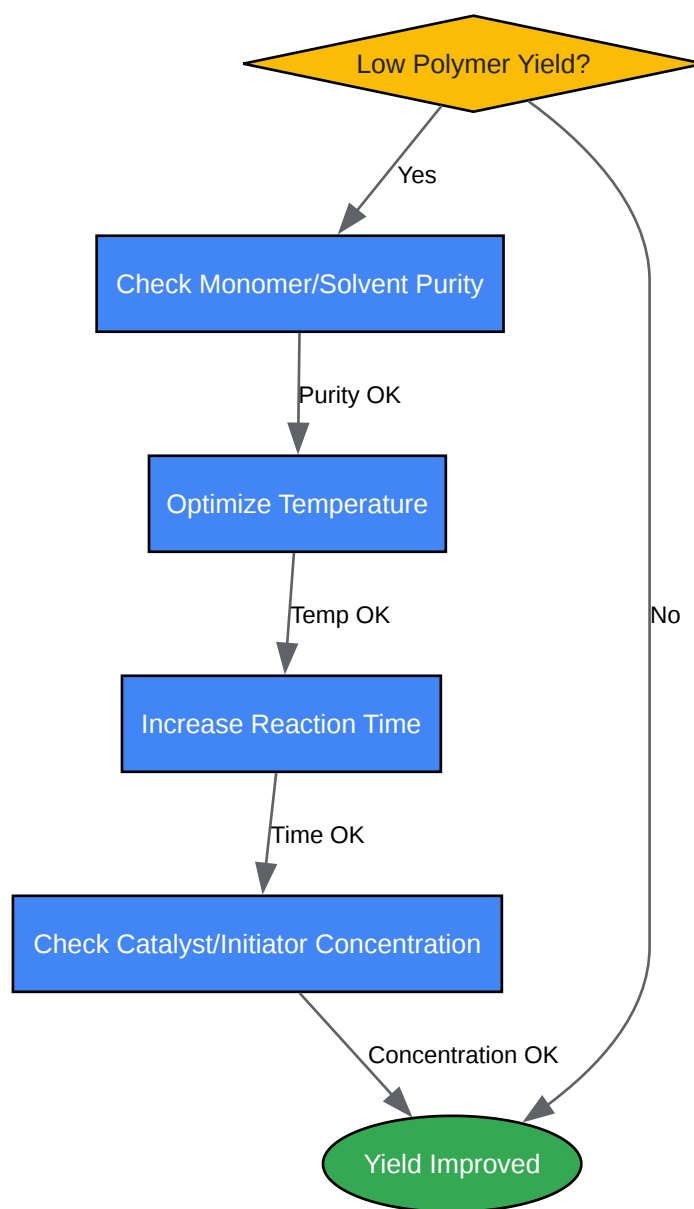 Low Polymer Yield?
Yes
Check Monomer/Solvent Purity
Purity OK
Optimize Temperature
Temp OK
No
Increase Reaction Time
Time OK
Check Catalyst/Initiator Concentration
Concentration OK
Yield Improved